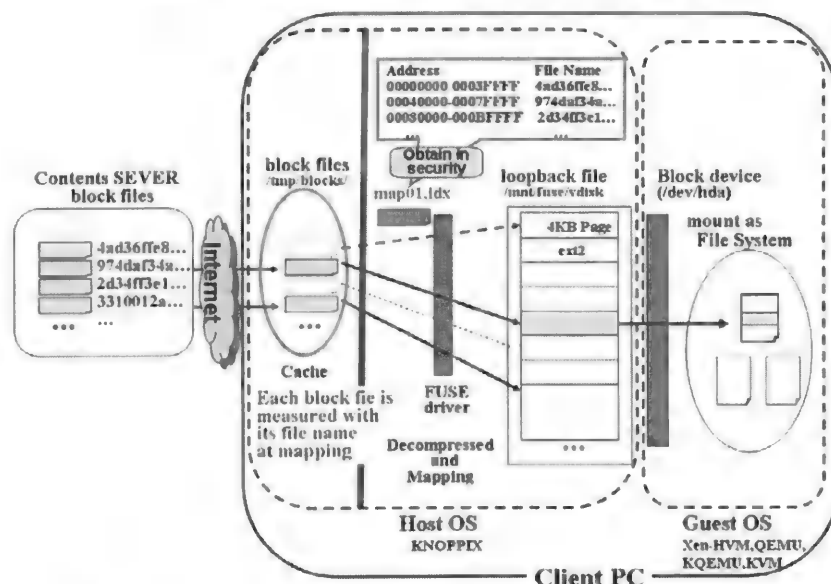 Address File Name
00000000-0003FFFF 4ad36ffe8...
00040000-0007FFFF 974daf34a...
00080000-000BFFFF 2d34ff3e1...
... ...
Obtain in
security
Contents SEVER
block files
4ad36ffe8...
974daf34a...
2d34ff3e1...
3310012a...
... ...
Internet
block files
/tmp/blocks/
...
Cache
Each block fie is
measured with
its file name
at mapping
map01.idx
FUSE
driver
Decompressed
and
Mapping
loopback file
/mnt/fuse/vdisk
4KB Page
ext2
...
Block device
(/dev/hda)
mount as
File System
Host OS
KNOPPIX
Guest OS
Xen-HVM,QEMU,
KQEMU,KVM
Client PC